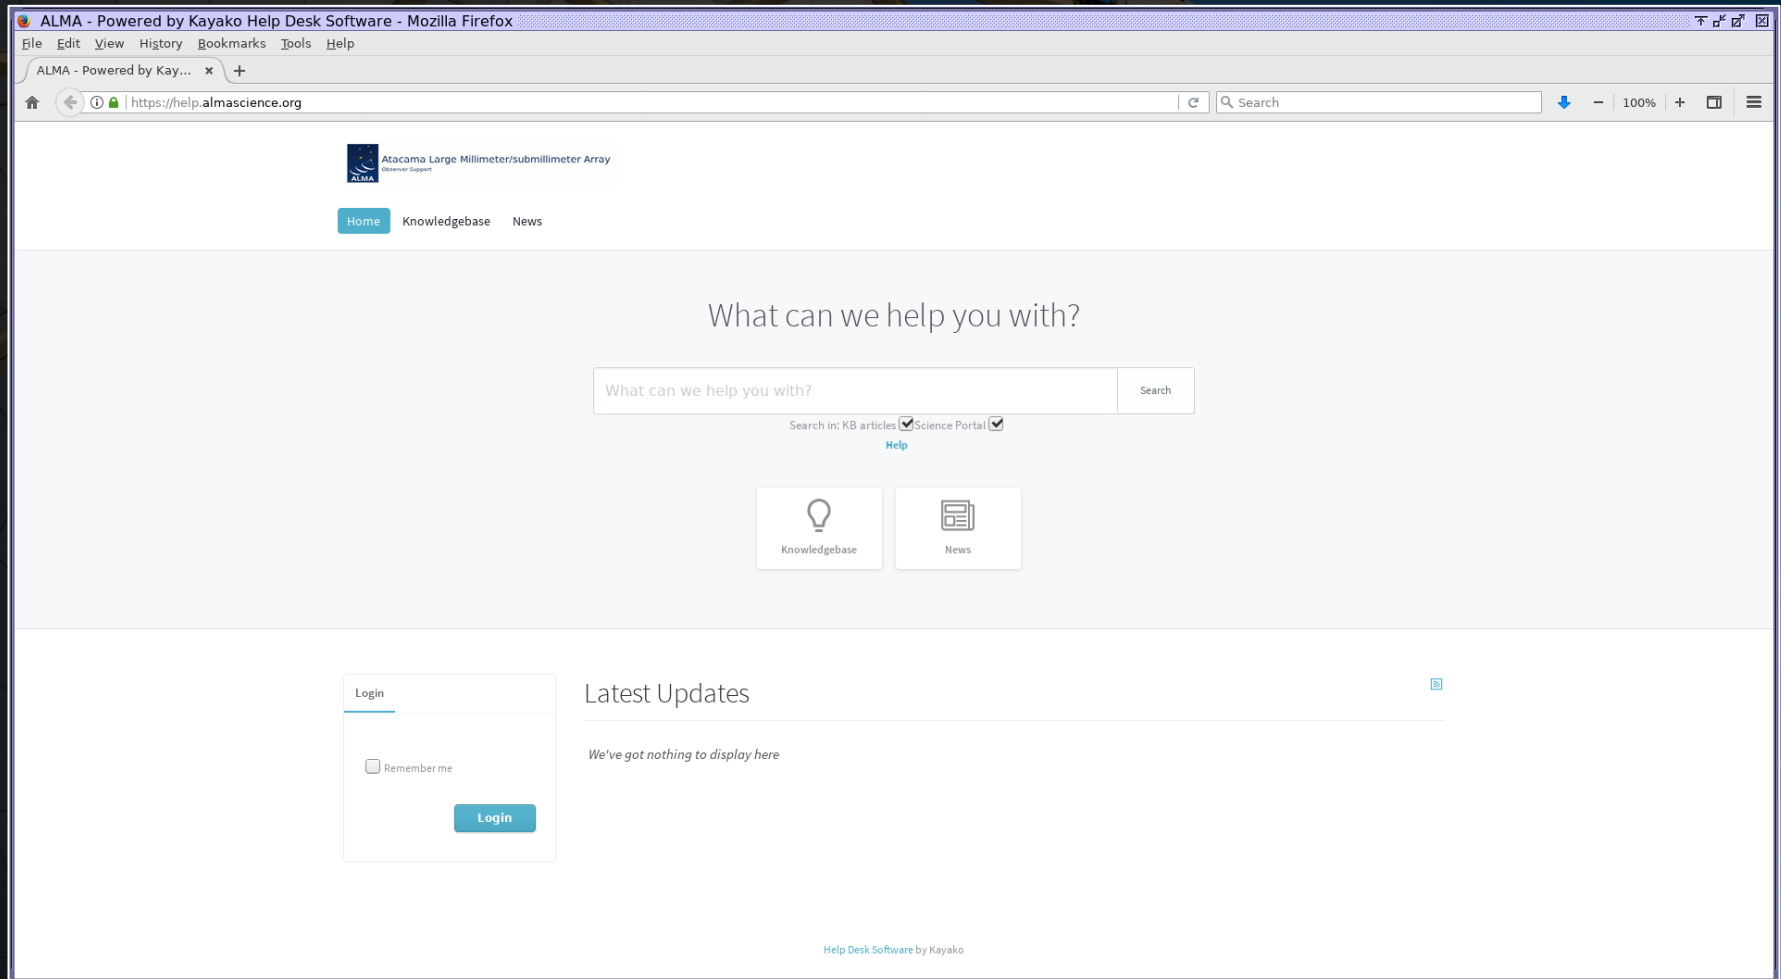 ALMA - Powered by Kayako Help Desk Software - Mozilla Firefox
File Edit View History Bookmarks Tools Help
ALMA - Powered by Kay...
https://help.almascience.org
Search
100%
Atacama Large Millimeter/submillimeter Array
Observer Support
ALMA
Home Knowledgebase News
What can we help you with?
What can we help you with?
Search
Search in: KB articles Science Portal
Help
Knowledgebase
News
Login
Latest Updates
We've got nothing to display here
Remember me
Login
Help Desk Software by Kayako